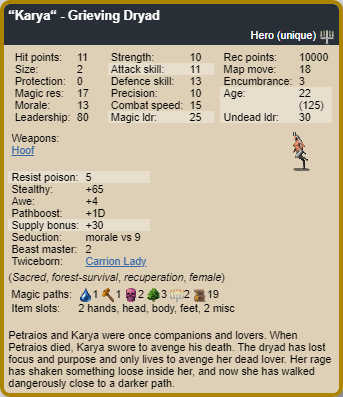 “Karya“ - Grieving Dryad
Hero (unique)
Hit points: 11 Strength: 10 Rec points: 10000
Size: 2 Attack skill: 11 Map move: 18
Protection: 0 Defence skill: 13 Encumbrance: 3
Magic res: 17 Precision: 10 Age: 22
Morale: 13 Combat speed: 15 (125)
Leadership: 80 Magic ldr: 25 Undead ldr: 30
Weapons:
Hoof
Resist poison: 5
Stealthy: +65
Awe: +4
Pathboost: +1D
Supply bonus: +30
Seduction: morale vs 9
Beast master: 2
Twiceborn: Carrion Lady
(Sacred, forest-survival, recuperation, female)
Magic paths: 1 1 2 3 2 19
Item slots: 2 hands, head, body, feet, 2 misc
Petraios and Karya were once companions and lovers. When
Petraios died, Karya swore to avenge his death. The dryad has lost
focus and purpose and only lives to avenge her dead lover. Her rage
has shaken something loose inside her, and now she has walked
dangerously close to a darker path.